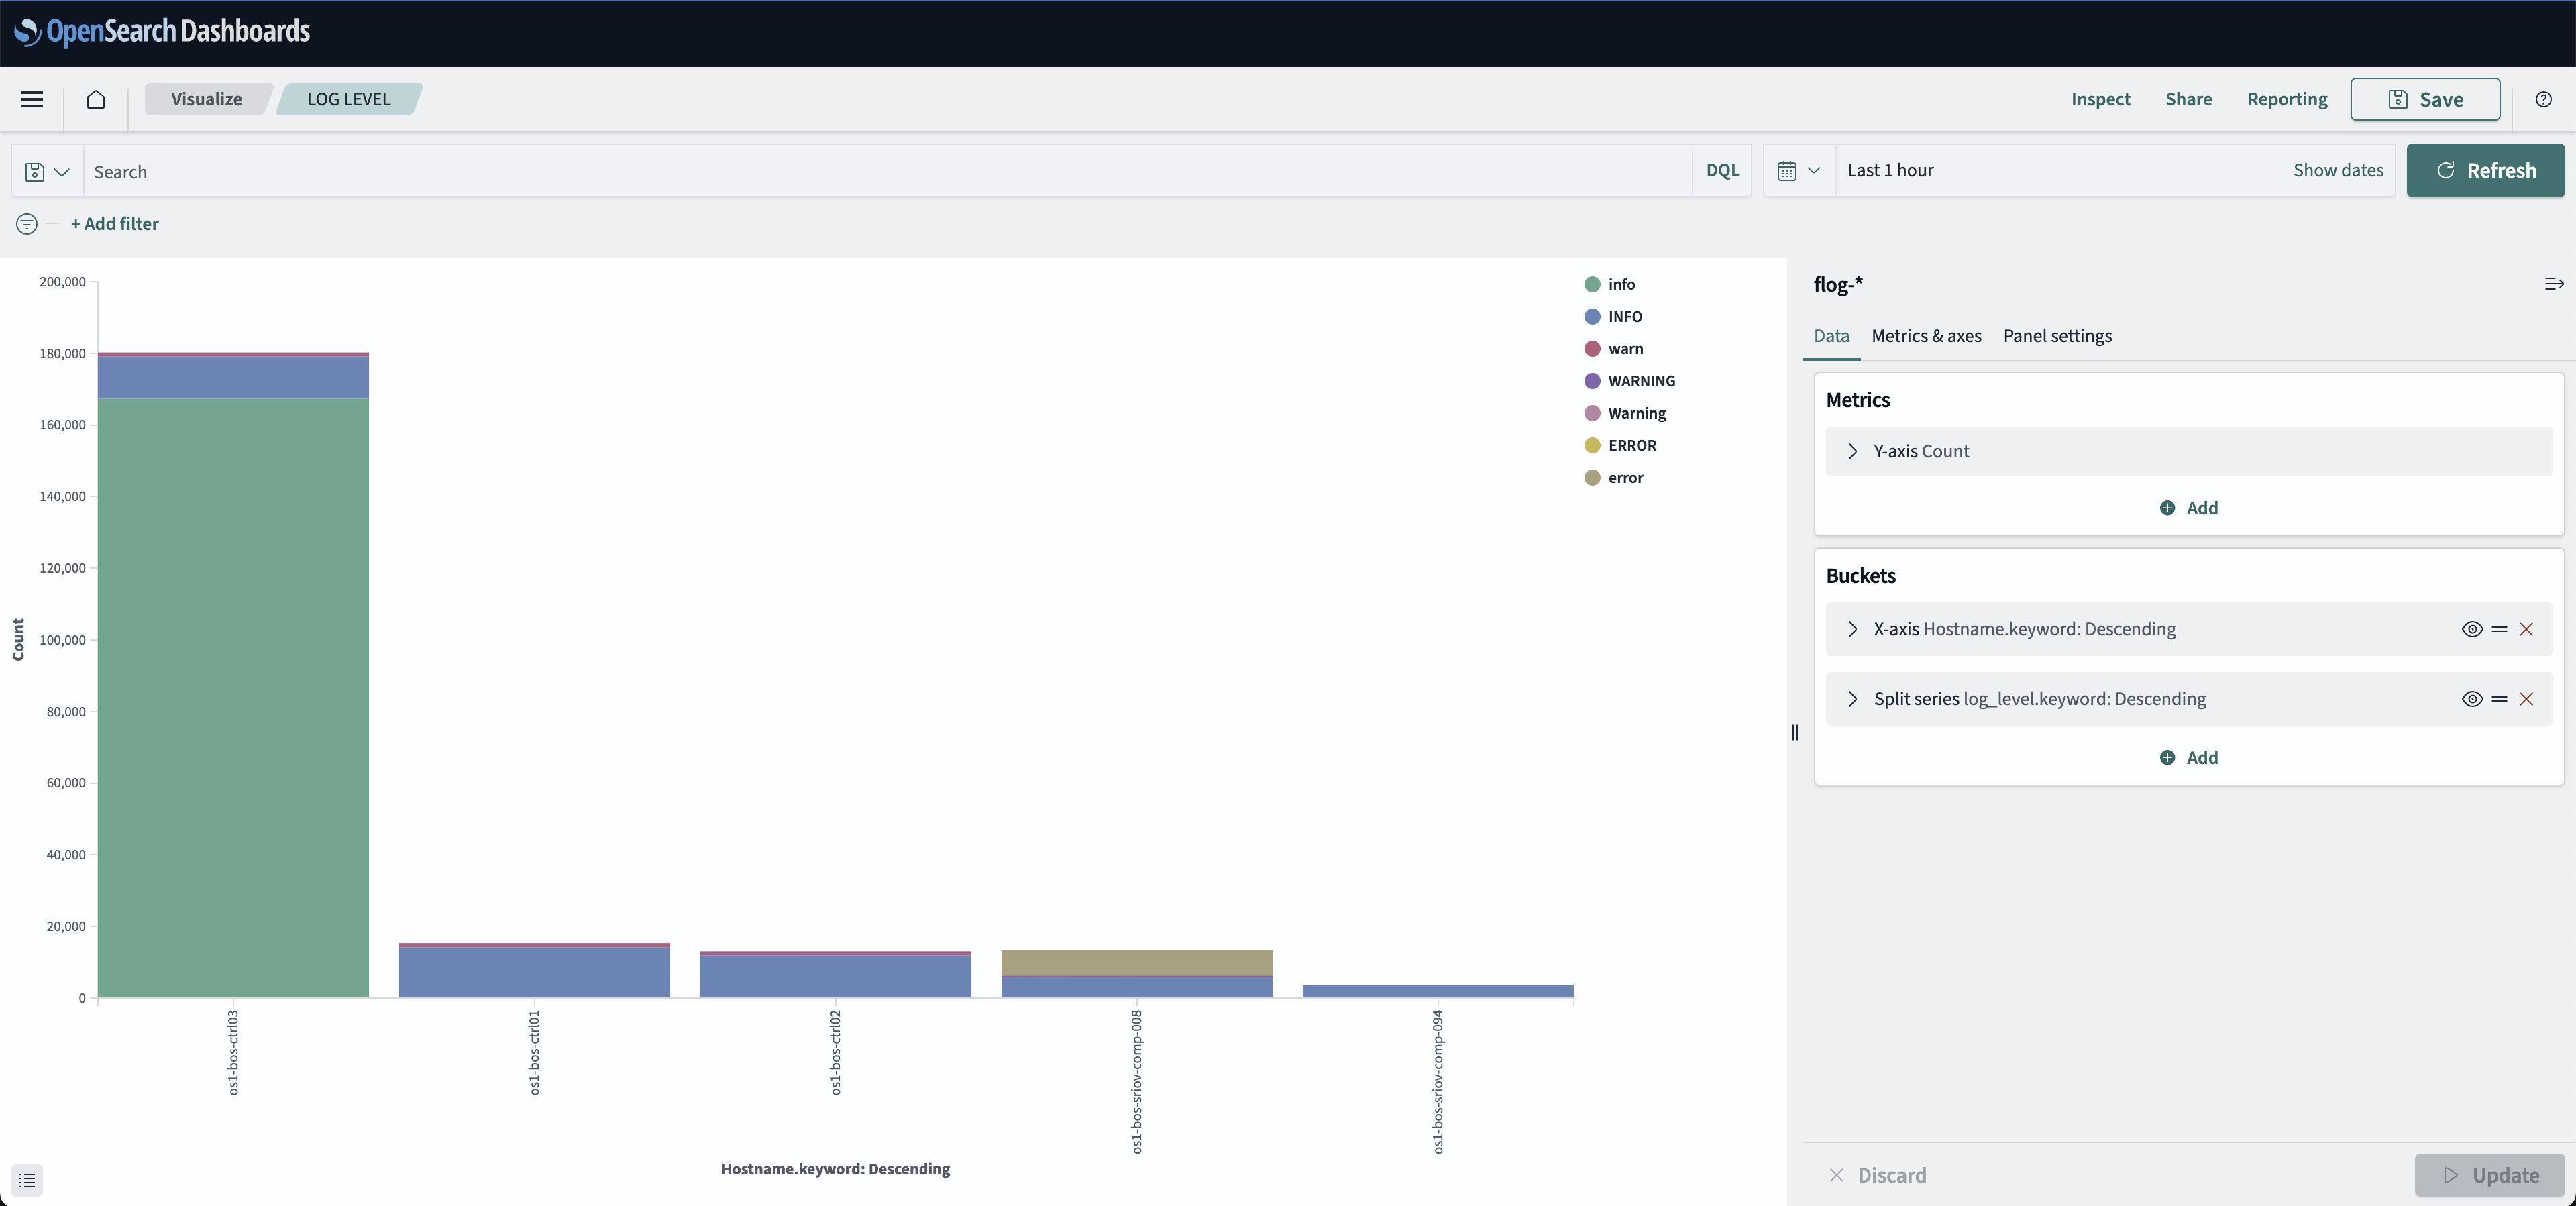 OpenSearch Dashboards
Visualize
LOG LEVEL
Inspect
Share
Reporting
Save
Search
DQL
Last 1 hour
Show dates
Refresh
+ Add filter
200,000
180,000
160,000
140,000
120,000
100,000
80,000
60,000
40,000
20,000
0
Count
os1-bos-ctrl03
os1-bos-ctrl01
os1-bos-ctrl02
os1-bos-sriov-comp-008
os1-bos-sriov-comp-094
Hostname.keyword: Descending
info
INFO
warn
WARNING
Warning
ERROR
error
flog-*
Data
Metrics & axes
Panel settings
Metrics
Y-axis Count
Add
Buckets
X-axis Hostname.keyword: Descending
Split series log_level.keyword: Descending
Add
Discard
Update